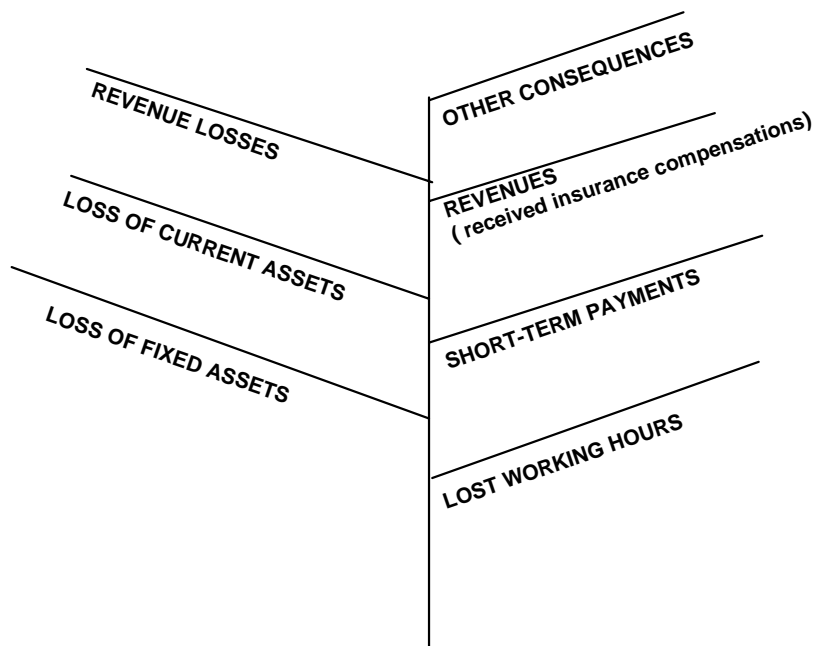 REVENUE LOSSES
LOSS OF CURRENT ASSETS
LOSS OF FIXED ASSETS
OTHER CONSEQUENCES
REVENUES
( received insurance compensations)
SHORT-TERM PAYMENTS
LOST WORKING HOURS